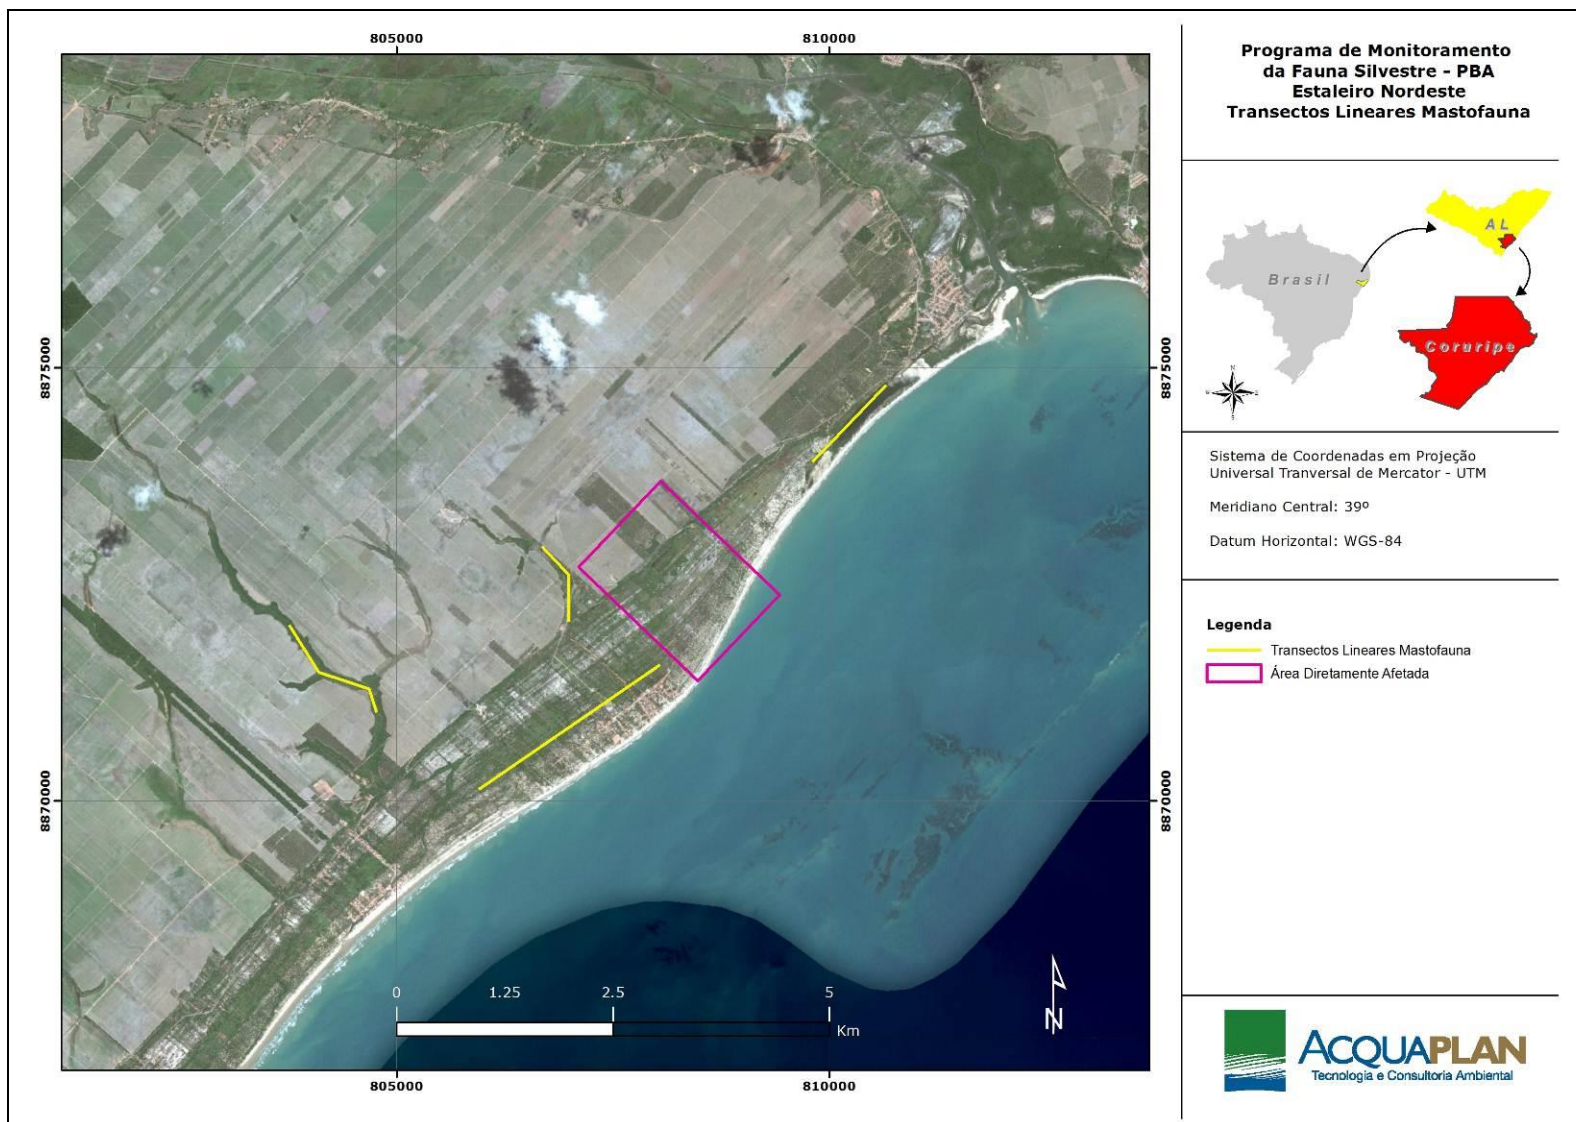 805000
810000
8875000
8875000
8870000
8870000
0
1.25
2.5
5
Km
N
805000
810000
Programa de Monitoramento
da Fauna Silvestre - PBA
Estaleiro Nordeste
Transectos Lineares Mastofauna
Brasil
AL
Coruripe
N
Sistema de Coordenadas em Projeção
Universal Tranversal de Mercator - UTM
Meridiano Central: 39º
Datum Horizontal: WGS-84
Legenda
Transectos Lineares Mastofauna
Área Diretamente Afetada
ACQUAPLAN
Tecnologia e Consultoria Ambiental